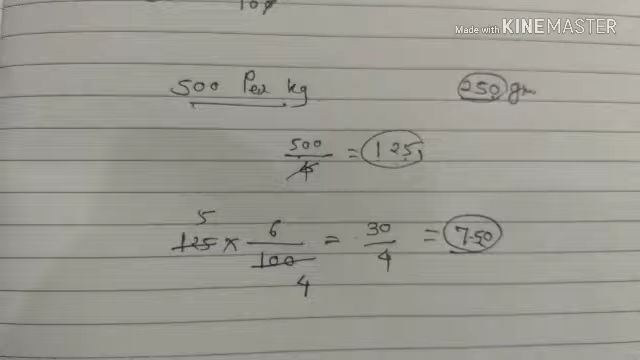 Made with KINEMASTER
10
500 Per kg 250 gm
500/4 = 125
5
125 × 6/100 = 30/4 = 7.50
4